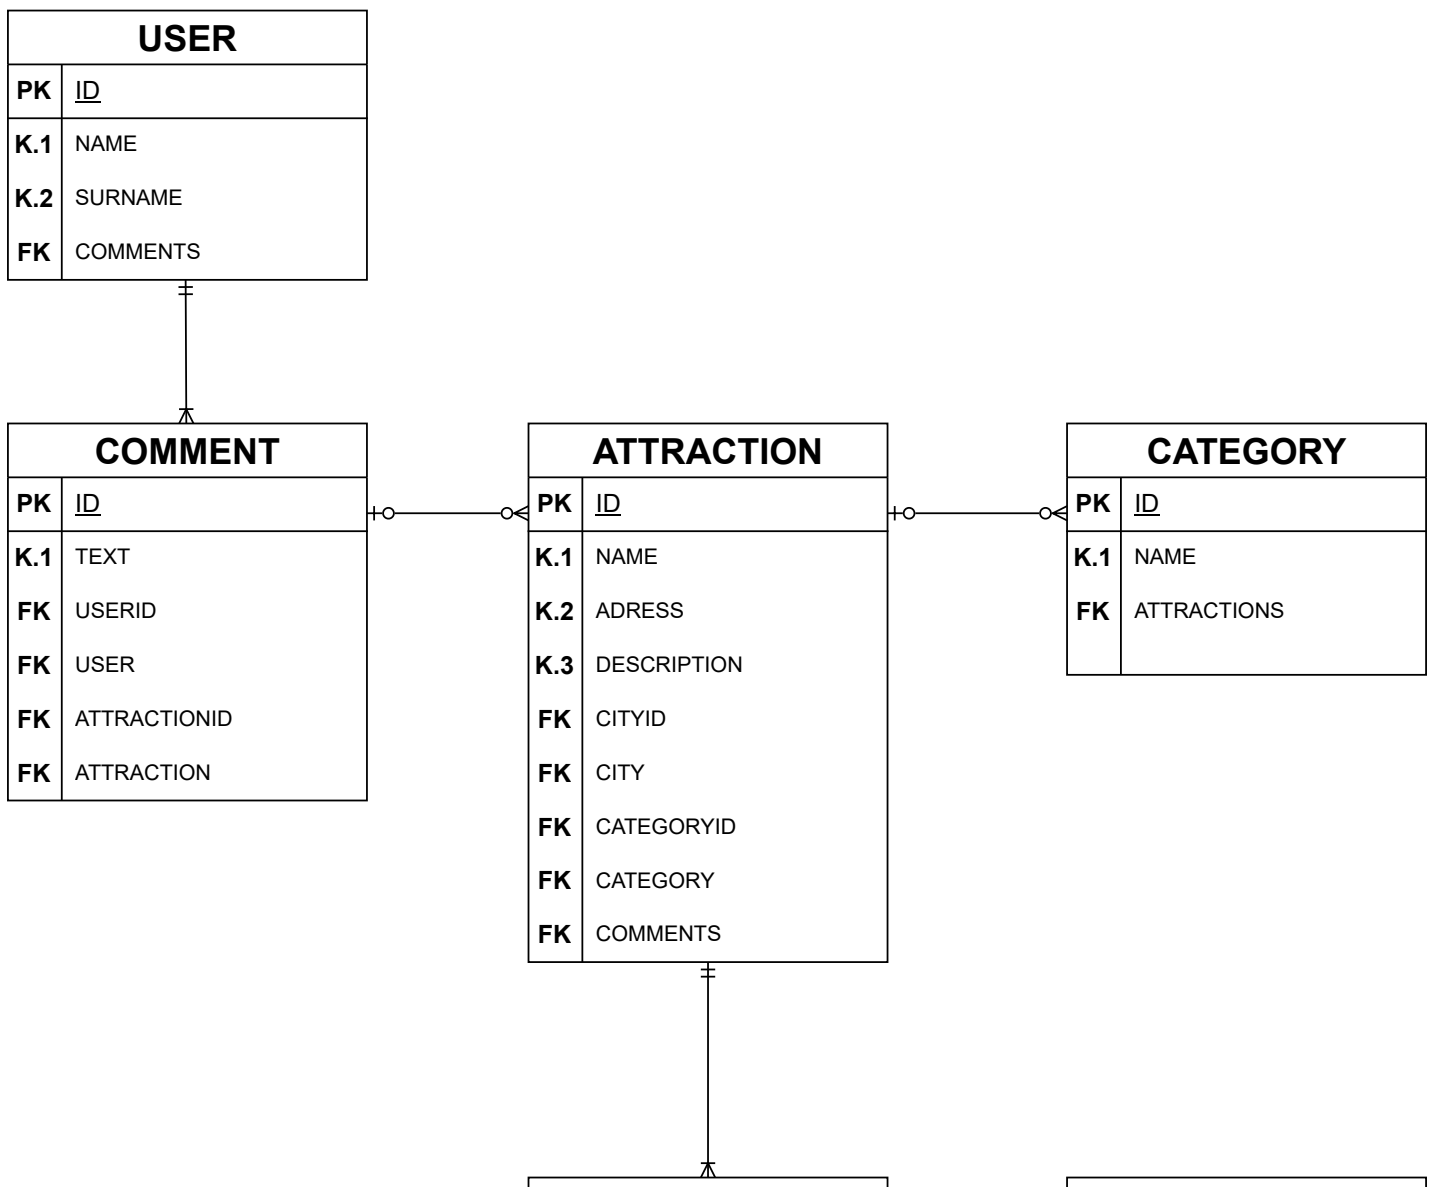 USER
PK ID
K.1 NAME
K.2 SURNAME
FK COMMENTS
COMMENT
PK ID
K.1 TEXT
FK USERID
FK USER
FK ATTRACTIONID
FK ATTRACTION
ATTRACTION
PK ID
K.1 NAME
K.2 ADRESS
K.3 DESCRIPTION
FK CITYID
FK CITY
FK CATEGORYID
FK CATEGORY
FK COMMENTS
CATEGORY
PK ID
K.1 NAME
FK ATTRACTIONS